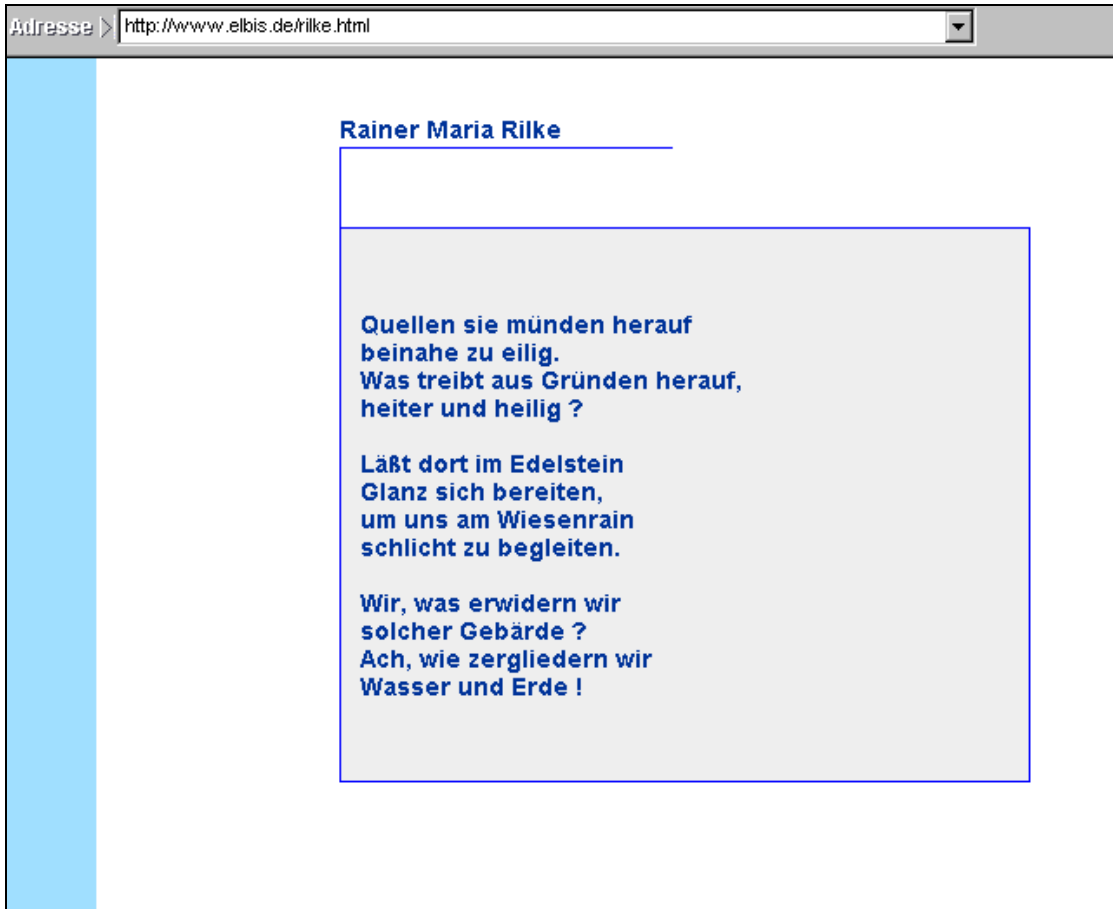 Adresse http://www.elbis.de/rilke.html
Rainer Maria Rilke
Quellen sie münden herauf
beinahe zu eilig.
Was treibt aus Gründen herauf,
heiter und heilig ?
Läßt dort im Edelstein
Glanz sich bereiten,
um uns am Wiesenrain
schlicht zu begleiten.
Wir, was erwidern wir
solcher Gebärde ?
Ach, wie zergliedern wir
Wasser und Erde !